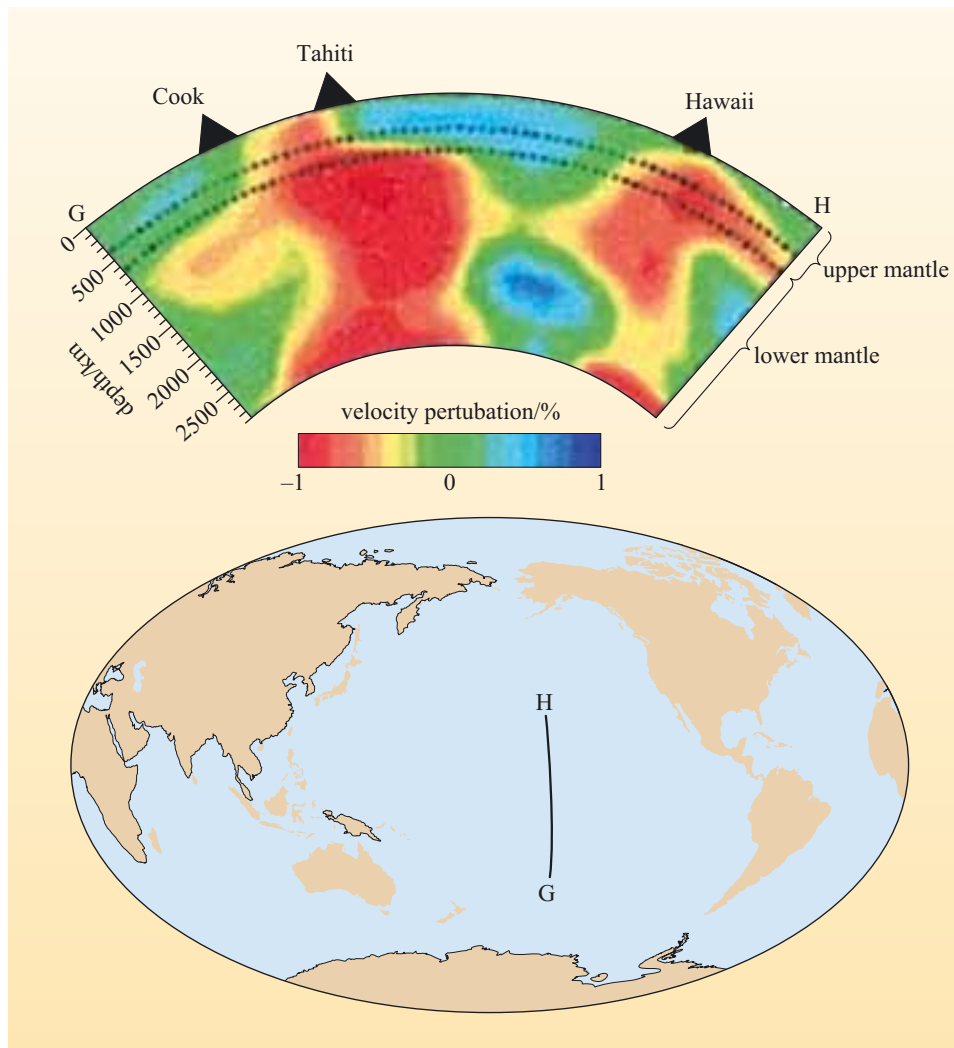 Tahiti
Cook
Hawaii
G
H
0
500
1000
1500
2000
2500
depth/km
upper mantle
lower mantle
velocity pertubation/%
–1
0
1
H
G